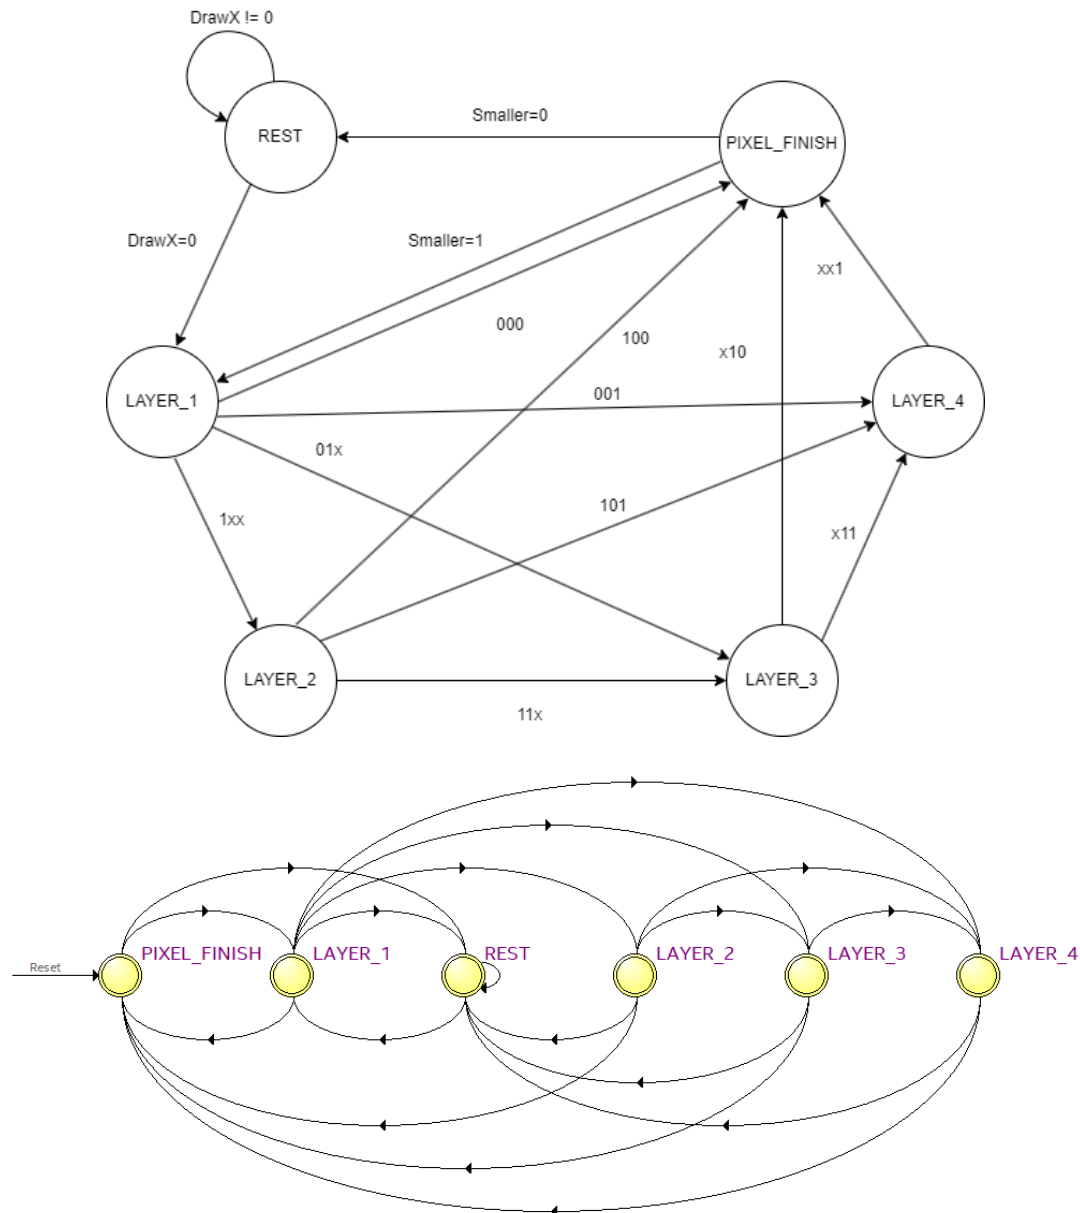 DrawX != 0
REST
Smaller=0
PIXEL_FINISH
DrawX=0
Smaller=1
xx1
000
100
x10
001
LAYER_1
LAYER_4
01x
1xx
101
x11
LAYER_2
LAYER_3
11x
PIXEL_FINISH
LAYER_1
REST
LAYER_2
LAYER_3
LAYER_4
Reset